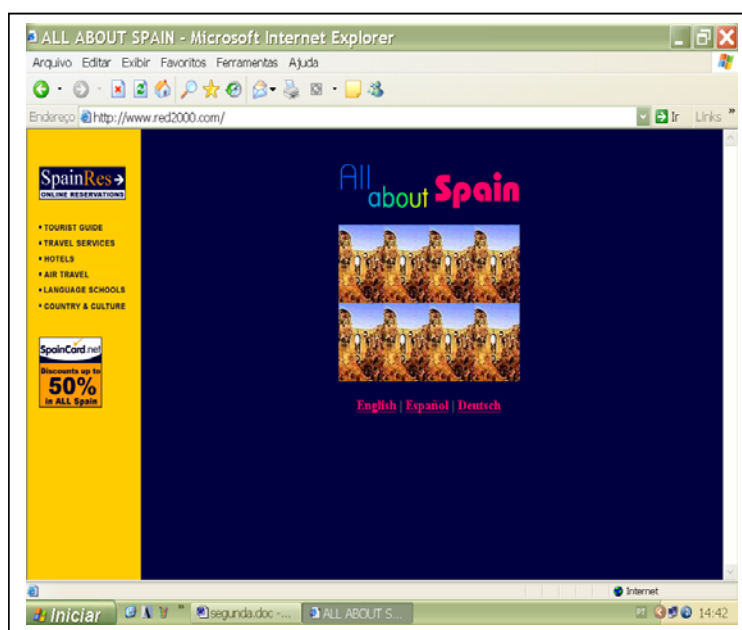 ALL ABOUT SPAIN - Microsoft Internet Explorer
Arquivo Editar Exibir Favoritos Ferramentas Ajuda
Endereço http://www.red2000.com/ Ir Links »
SpainRes
ONLINE RESERVATIONS
• TOURIST GUIDE
• TRAVEL SERVICES
• HOTELS
• AIR TRAVEL
• LANGUAGE SCHOOLS
• COUNTRY & CULTURE
SpainCard.net
Discounts up to
50%
in ALL Spain
All about Spain
English | Español | Deutsch
Internet
Iniciar » segunda.doc -... ALL ABOUT S... PT 14:42